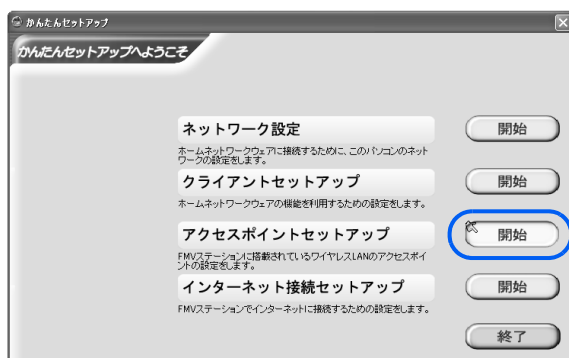 かんたんセットアップ
かんたんセットアップへようこそ
ネットワーク設定
開始
ホームネットワークウェアに接続するために、このパソコンのネット
ワークの設定をします。
クライアントセットアップ
開始
ホームネットワークウェアの機能を利用するための設定をします。
アクセスポイントセットアップ
開始
FMVステーションに搭載されているワイヤレスLANのアクセスポイ
ントの設定をします。
インターネット接続セットアップ
開始
FMVステーションでインターネットに接続するための設定をします。
終了